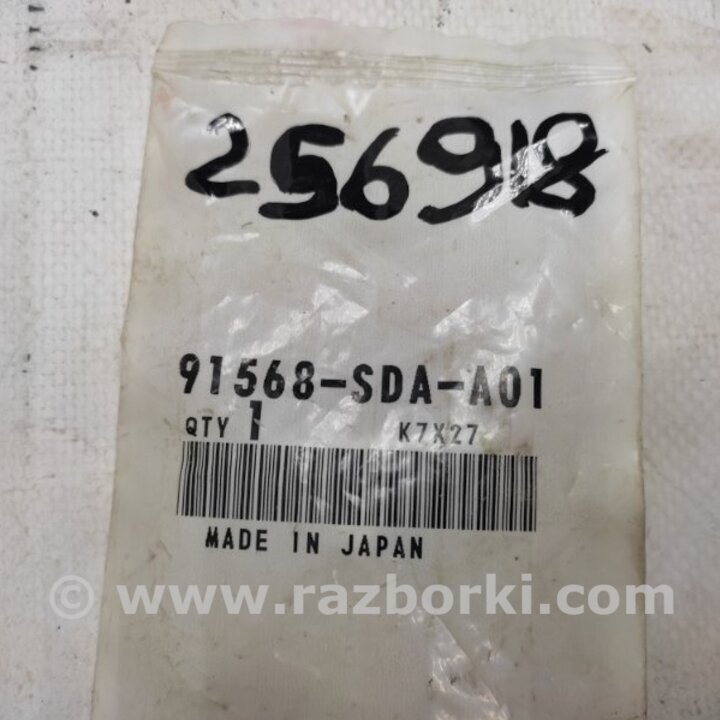 256918
91568-SDA-A01
QTY 1 K7X27
MADE IN JAPAN
© www.razborki.com